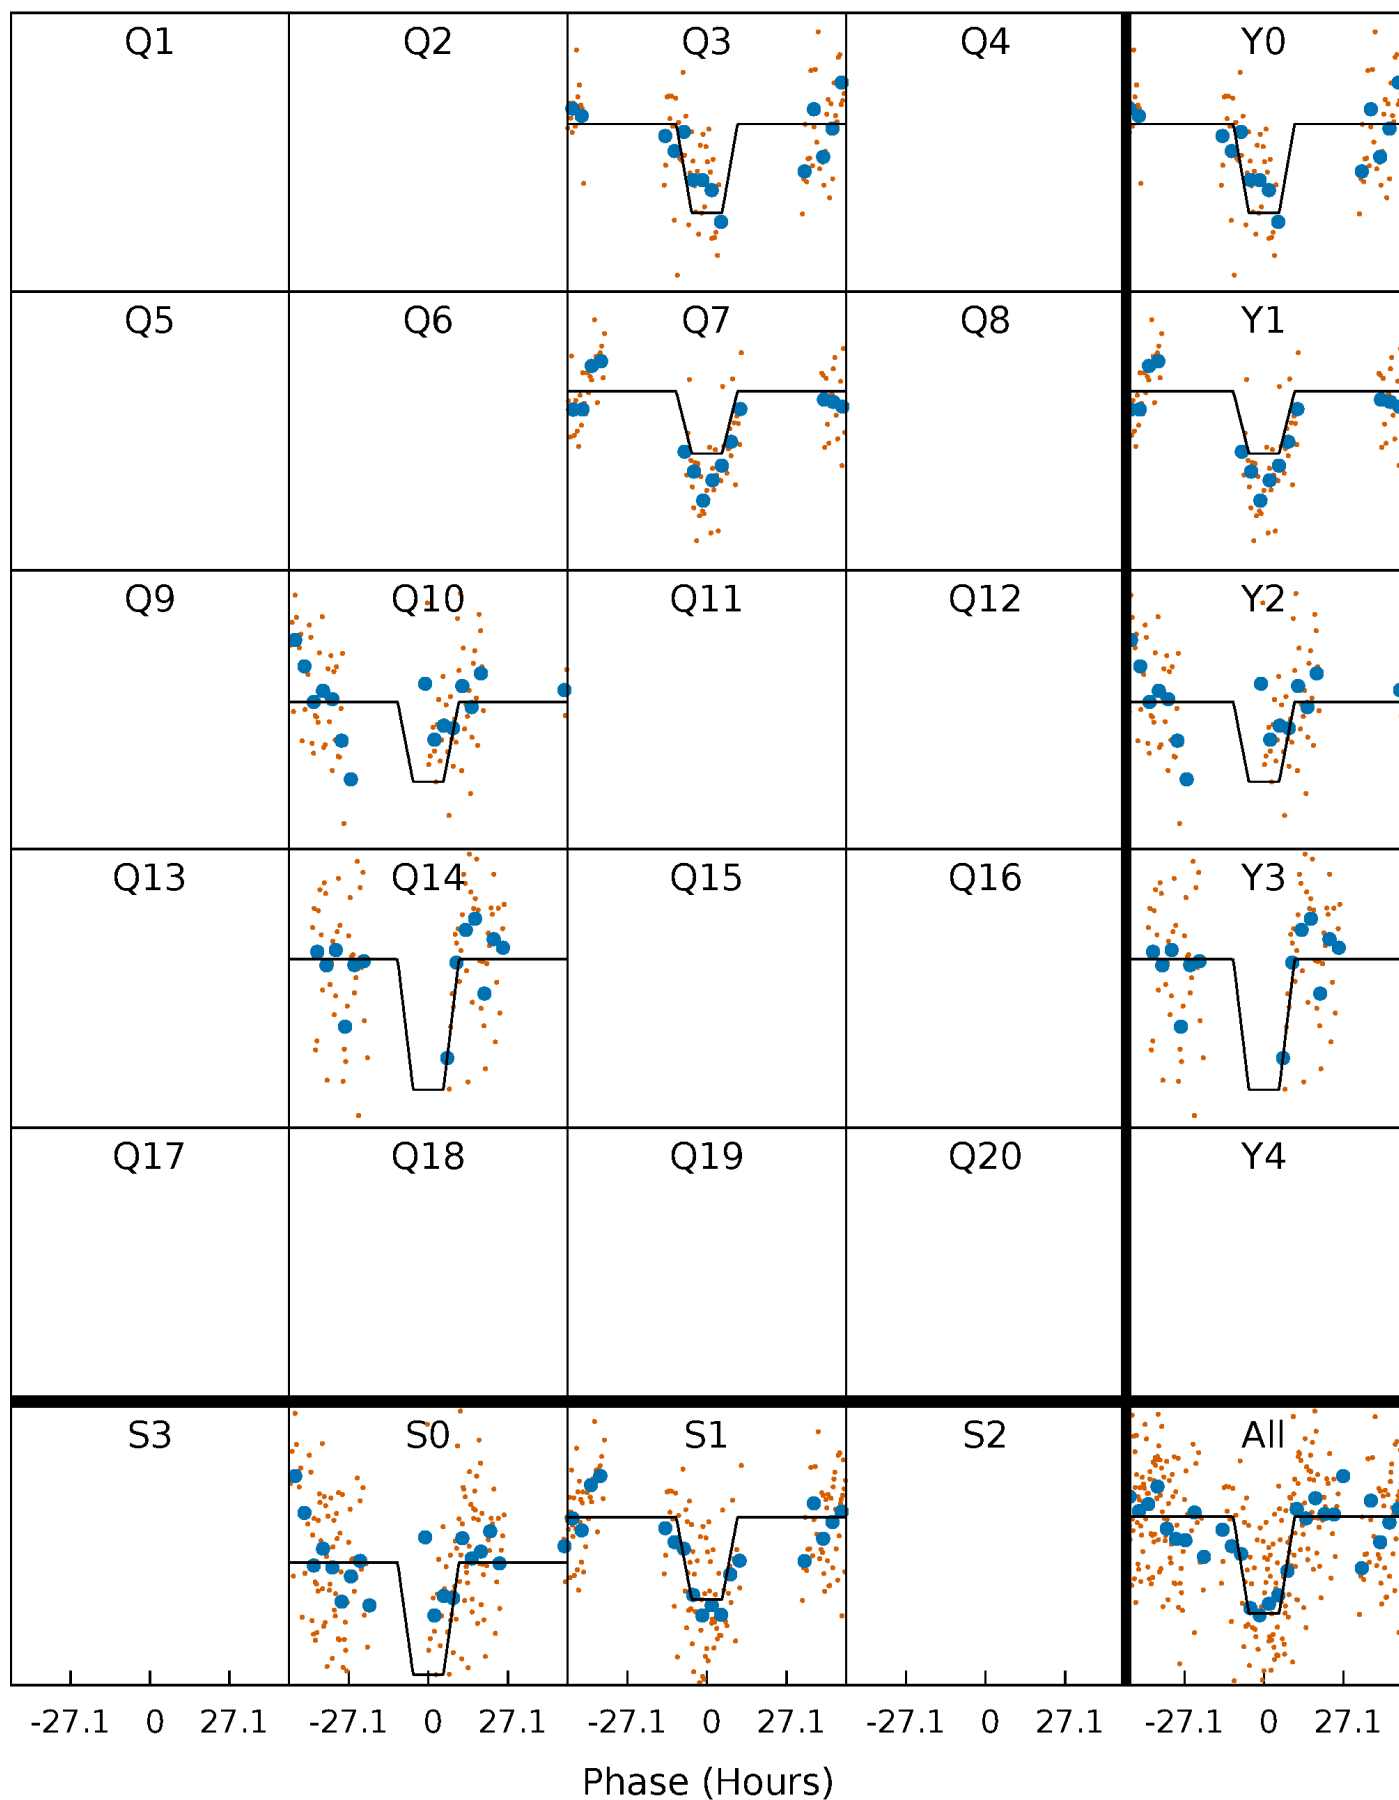 Q1 Q2 Q3 Q4 Y0
Q5 Q6 Q7 Q8 Y1
Q9 Q10 Q11 Q12 Y2
Q13 Q14 Q15 Q16 Y3
Q17 Q18 Q19 Q20 Y4
S3 S0 S1 S2 All
-27.1 0 27.1 -27.1 0 27.1 -27.1 0 27.1 -27.1 0 27.1 -27.1 0 27.1
Phase (Hours)